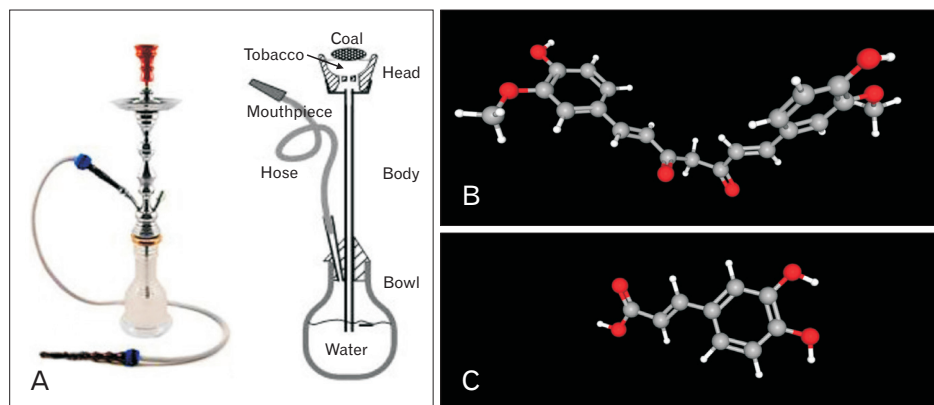 Coal
Tobacco
Head
Mouthpiece
Hose
Body
Bowl
Water
A
B
C